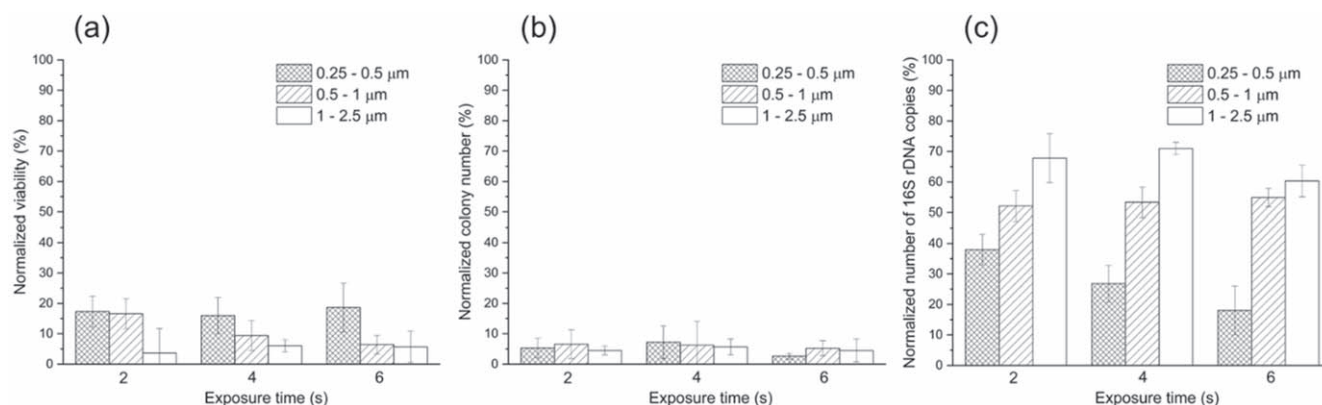 (a)
Normalized viability (%)
100
90
80
70
60
50
40
30
20
10
0
0.25 - 0.5 μm
0.5 - 1 μm
1 - 2.5 μm
2 4 6
Exposure time (s)
(b)
Normalized colony number (%)
100
90
80
70
60
50
40
30
20
10
0
0.25 - 0.5 μm
0.5 - 1 μm
1 - 2.5 μm
2 4 6
Exposure time (s)
(c)
Normalized number of 16S rDNA copies (%)
100
90
80
70
60
50
40
30
20
10
0
0.25 - 0.5 μm
0.5 - 1 μm
1 - 2.5 μm
2 4 6
Exposure time (s)